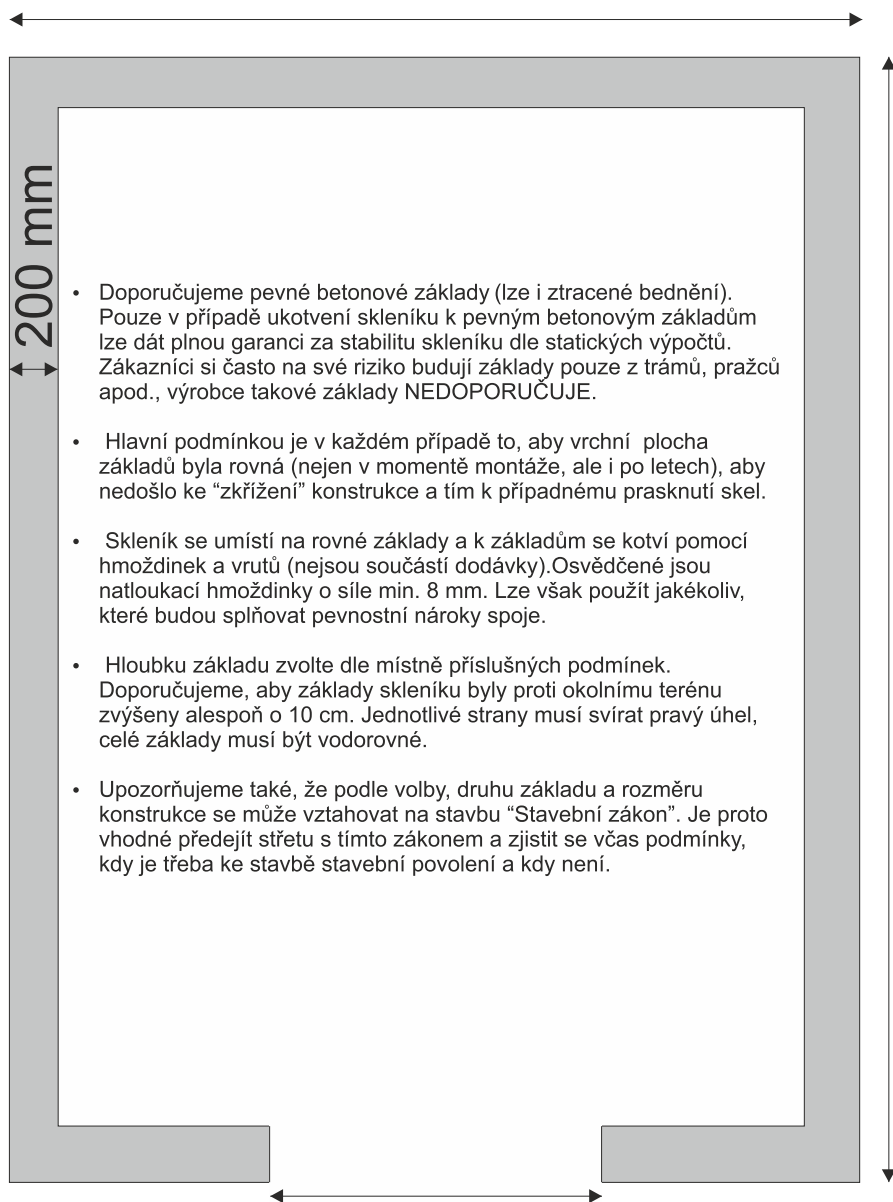 200 mm
• Doporučujeme pevné betonové základy (lze i ztracené bednění).
Pouze v případě ukotvení skleníku k pevným betonovým základům
lze dát plnou garanci za stabilitu skleníku dle statických výpočtů.
Zákazníci si často na své riziko budují základy pouze z trámů, pražců
apod., výrobce takové základy NEDOPORUČUJE.
• Hlavní podmínkou je v každém případě to, aby vrchní plocha
základů byla rovná (nejen v momentě montáže, ale i po letech), aby
nedošlo ke “zkřížení” konstrukce a tím k případnému prasknutí skel.
• Skleník se umístí na rovné základy a k základům se kotví pomocí
hmoždinek a vrutů (nejsou součástí dodávky).Osvědčené jsou
natloukací hmoždinky o síle min. 8 mm. Lze však použít jakékoliv,
které budou splňovat pevnostní nároky spoje.
• Hloubku základu zvolte dle místně příslušných podmínek.
Doporučujeme, aby základy skleníku byly proti okolnímu terénu
zvýšeny alespoň o 10 cm. Jednotlivé strany musí svírat pravý úhel,
celé základy musí být vodorovné.
• Upozorňujeme také, že podle volby, druhu základu a rozměru
konstrukce se může vztahovat na stavbu “Stavební zákon”. Je proto
vhodné předejít střetu s tímto zákonem a zjistit se včas podmínky,
kdy je třeba ke stavbě stavební povolení a kdy není.